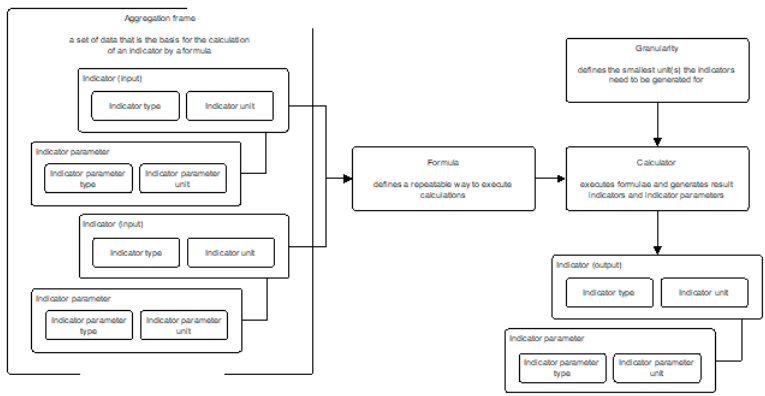 Aggregation frame
a set of data that is the basis for the calculation
of an indicator by a formula
Indicator (input)
Indicator type
Indicator unit
Indicator parameter
Indicator parameter
type
Indicator parameter
unit
Indicator (input)
Indicator type
Indicator unit
Indicator parameter
Indicator parameter
type
Indicator parameter
unit
Formula
defines a repeatable way to execute
calculations
Granularity
defines the smallest unit(s) the indicators
need to be generated for
Calculator
executes formulae and generates result
indicators and indicator parameters
Indicator (output)
Indicator type
Indicator unit
Indicator parameter
Indicator parameter
type
Indicator parameter
unit